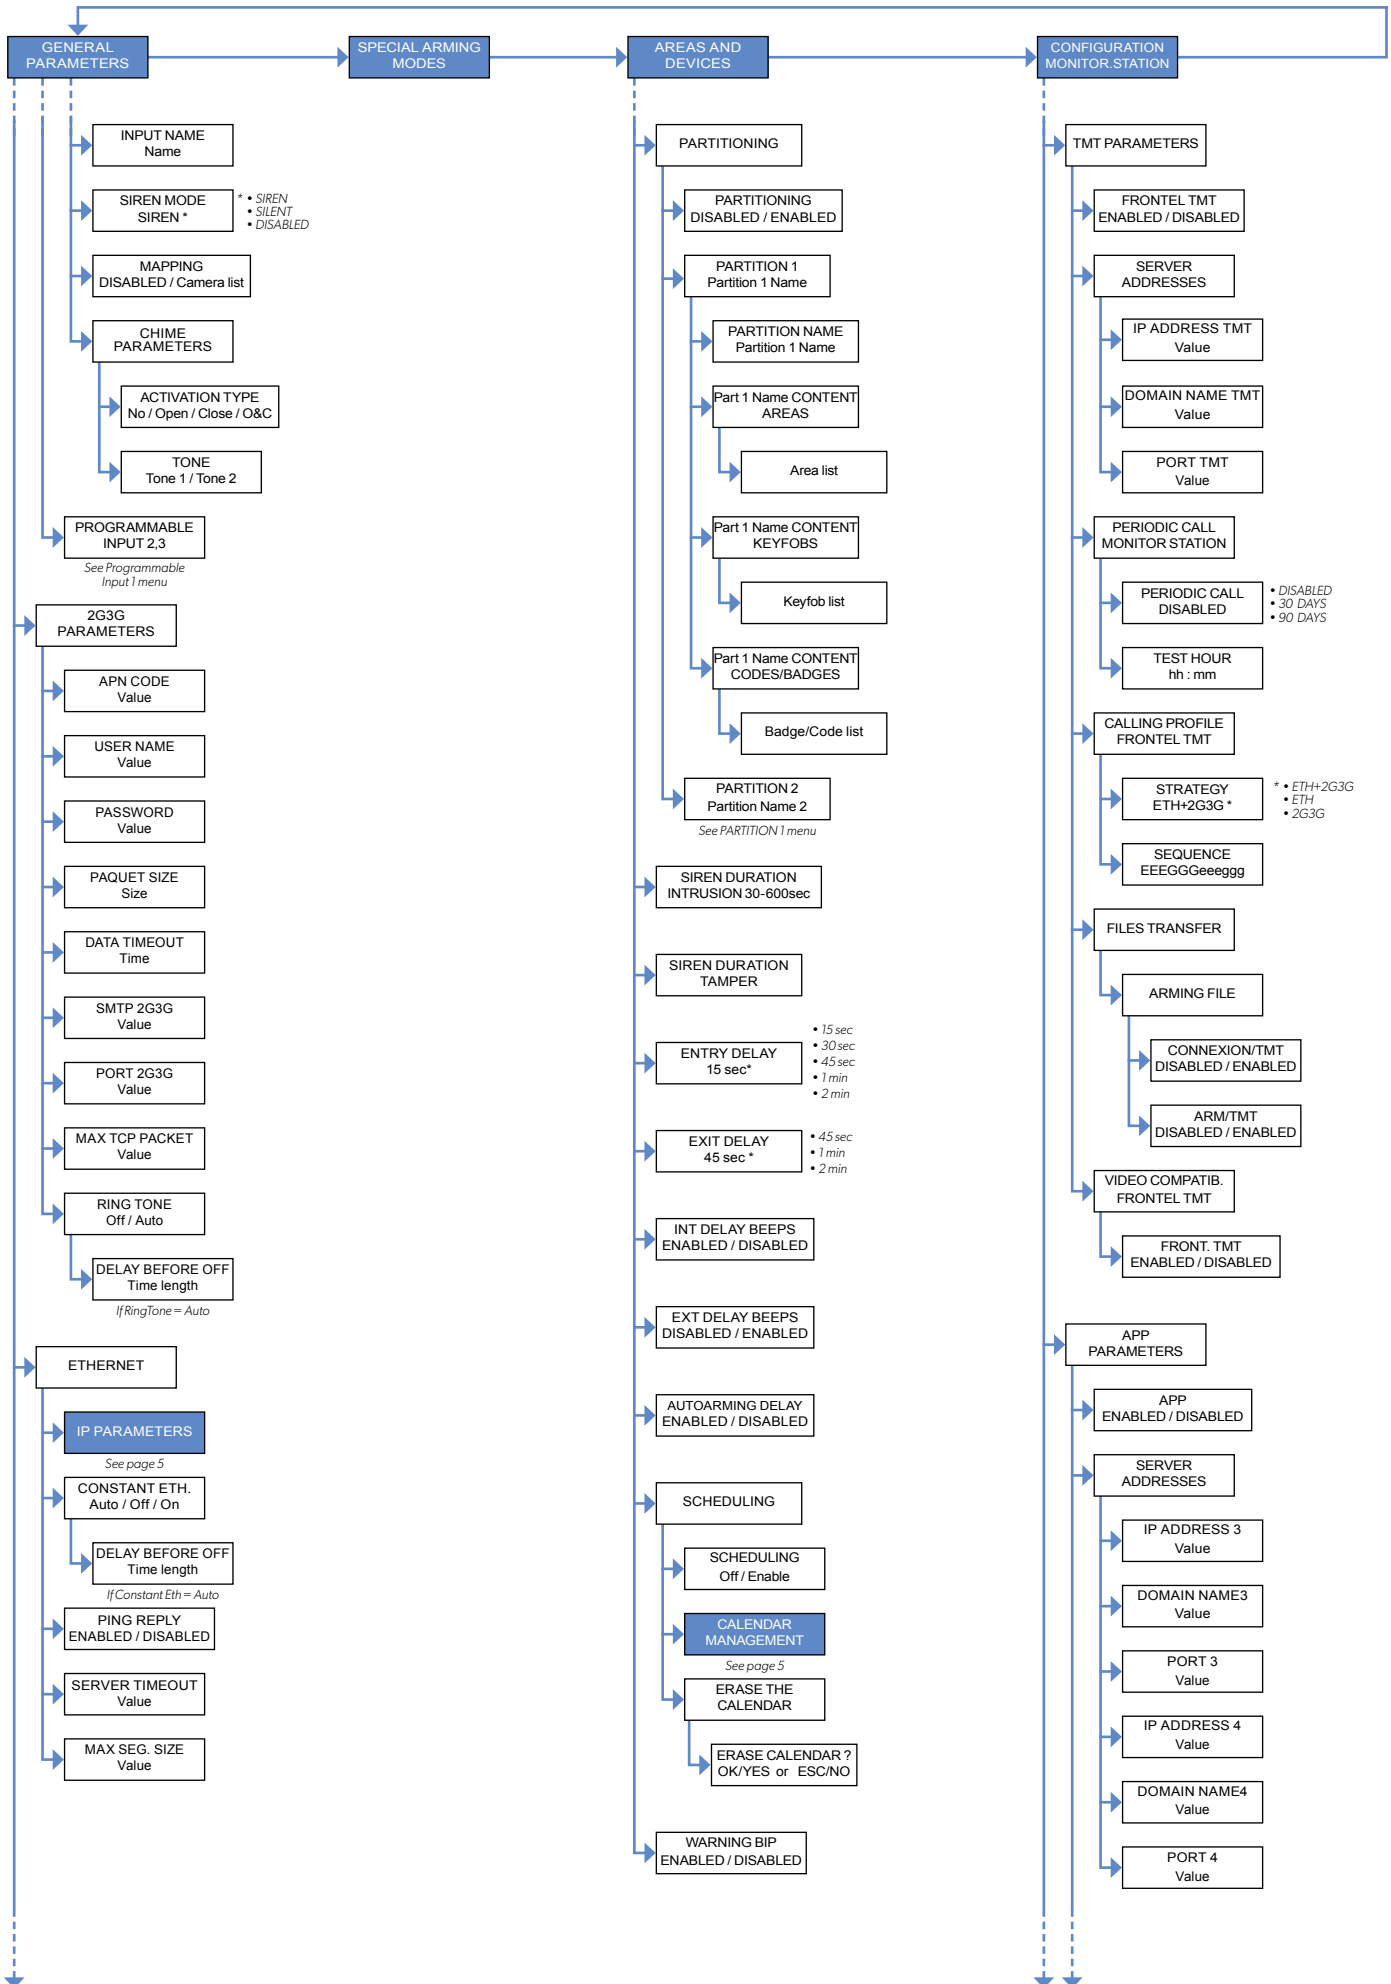 GENERAL
PARAMETERS
SPECIAL ARMING
MODES
AREAS AND
DEVICES
CONFIGURATION
MONITOR.STATION
INPUT NAME
Name
SIREN MODE
SIREN *
* • SIREN
• SILENT
• DISABLED
MAPPING
DISABLED / Camera list
CHIME
PARAMETERS
ACTIVATION TYPE
No / Open / Close / O&C
TONE
Tone 1 / Tone 2
PROGRAMMABLE
INPUT 2,3
See Programmable
Input 1 menu
2G3G
PARAMETERS
APN CODE
Value
USER NAME
Value
PASSWORD
Value
PAQUET SIZE
Size
DATA TIMEOUT
Time
SMTP 2G3G
Value
PORT 2G3G
Value
MAX TCP PACKET
Value
RING TONE
Off / Auto
DELAY BEFORE OFF
Time length
If RingTone = Auto
ETHERNET
IP PARAMETERS
See page 5
CONSTANT ETH.
Auto / Off / On
DELAY BEFORE OFF
Time length
If Constant Eth = Auto
PING REPLY
ENABLED / DISABLED
SERVER TIMEOUT
Value
MAX SEG. SIZE
Value
PARTITIONING
PARTITIONING
DISABLED / ENABLED
PARTITION 1
Partition 1 Name
PARTITION NAME
Partition 1 Name
Part 1 Name CONTENT
AREAS
Area list
Part 1 Name CONTENT
KEYFOBS
Keyfob list
Part 1 Name CONTENT
CODES/BADGES
Badge/Code list
PARTITION 2
Partition Name 2
See PARTITION 1 menu
SIREN DURATION
INTRUSION 30-600sec
SIREN DURATION
TAMPER
ENTRY DELAY
15 sec*
• 15 sec
• 30 sec
• 45 sec
• 1 min
• 2 min
EXIT DELAY
45 sec *
• 45 sec
• 1 min
• 2 min
INT DELAY BEEPS
ENABLED / DISABLED
EXT DELAY BEEPS
DISABLED / ENABLED
AUTOARMING DELAY
ENABLED / DISABLED
SCHEDULING
SCHEDULING
Off / Enable
CALENDAR
MANAGEMENT
See page 5
ERASE THE
CALENDAR
ERASE CALENDAR ?
OK/YES or ESC/NO
WARNING BIP
ENABLED / DISABLED
TMT PARAMETERS
FRONTEL TMT
ENABLED / DISABLED
SERVER
ADDRESSES
IP ADDRESS TMT
Value
DOMAIN NAME TMT
Value
PORT TMT
Value
PERIODIC CALL
MONITOR STATION
PERIODIC CALL
DISABLED
• DISABLED
• 30 DAYS
• 90 DAYS
TEST HOUR
hh : mm
CALLING PROFILE
FRONTEL TMT
STRATEGY
ETH+2G3G *
* • ETH+2G3G
• ETH
• 2G3G
SEQUENCE
EEEGGGeeeggg
FILES TRANSFER
ARMING FILE
CONNEXION/TMT
DISABLED / ENABLED
ARM/TMT
DISABLED / ENABLED
VIDEO COMPATIB.
FRONTEL TMT
FRONT. TMT
ENABLED / DISABLED
APP
PARAMETERS
APP
ENABLED / DISABLED
SERVER
ADDRESSES
IP ADDRESS 3
Value
DOMAIN NAME3
Value
PORT 3
Value
IP ADDRESS 4
Value
DOMAIN NAME4
Value
PORT 4
Value